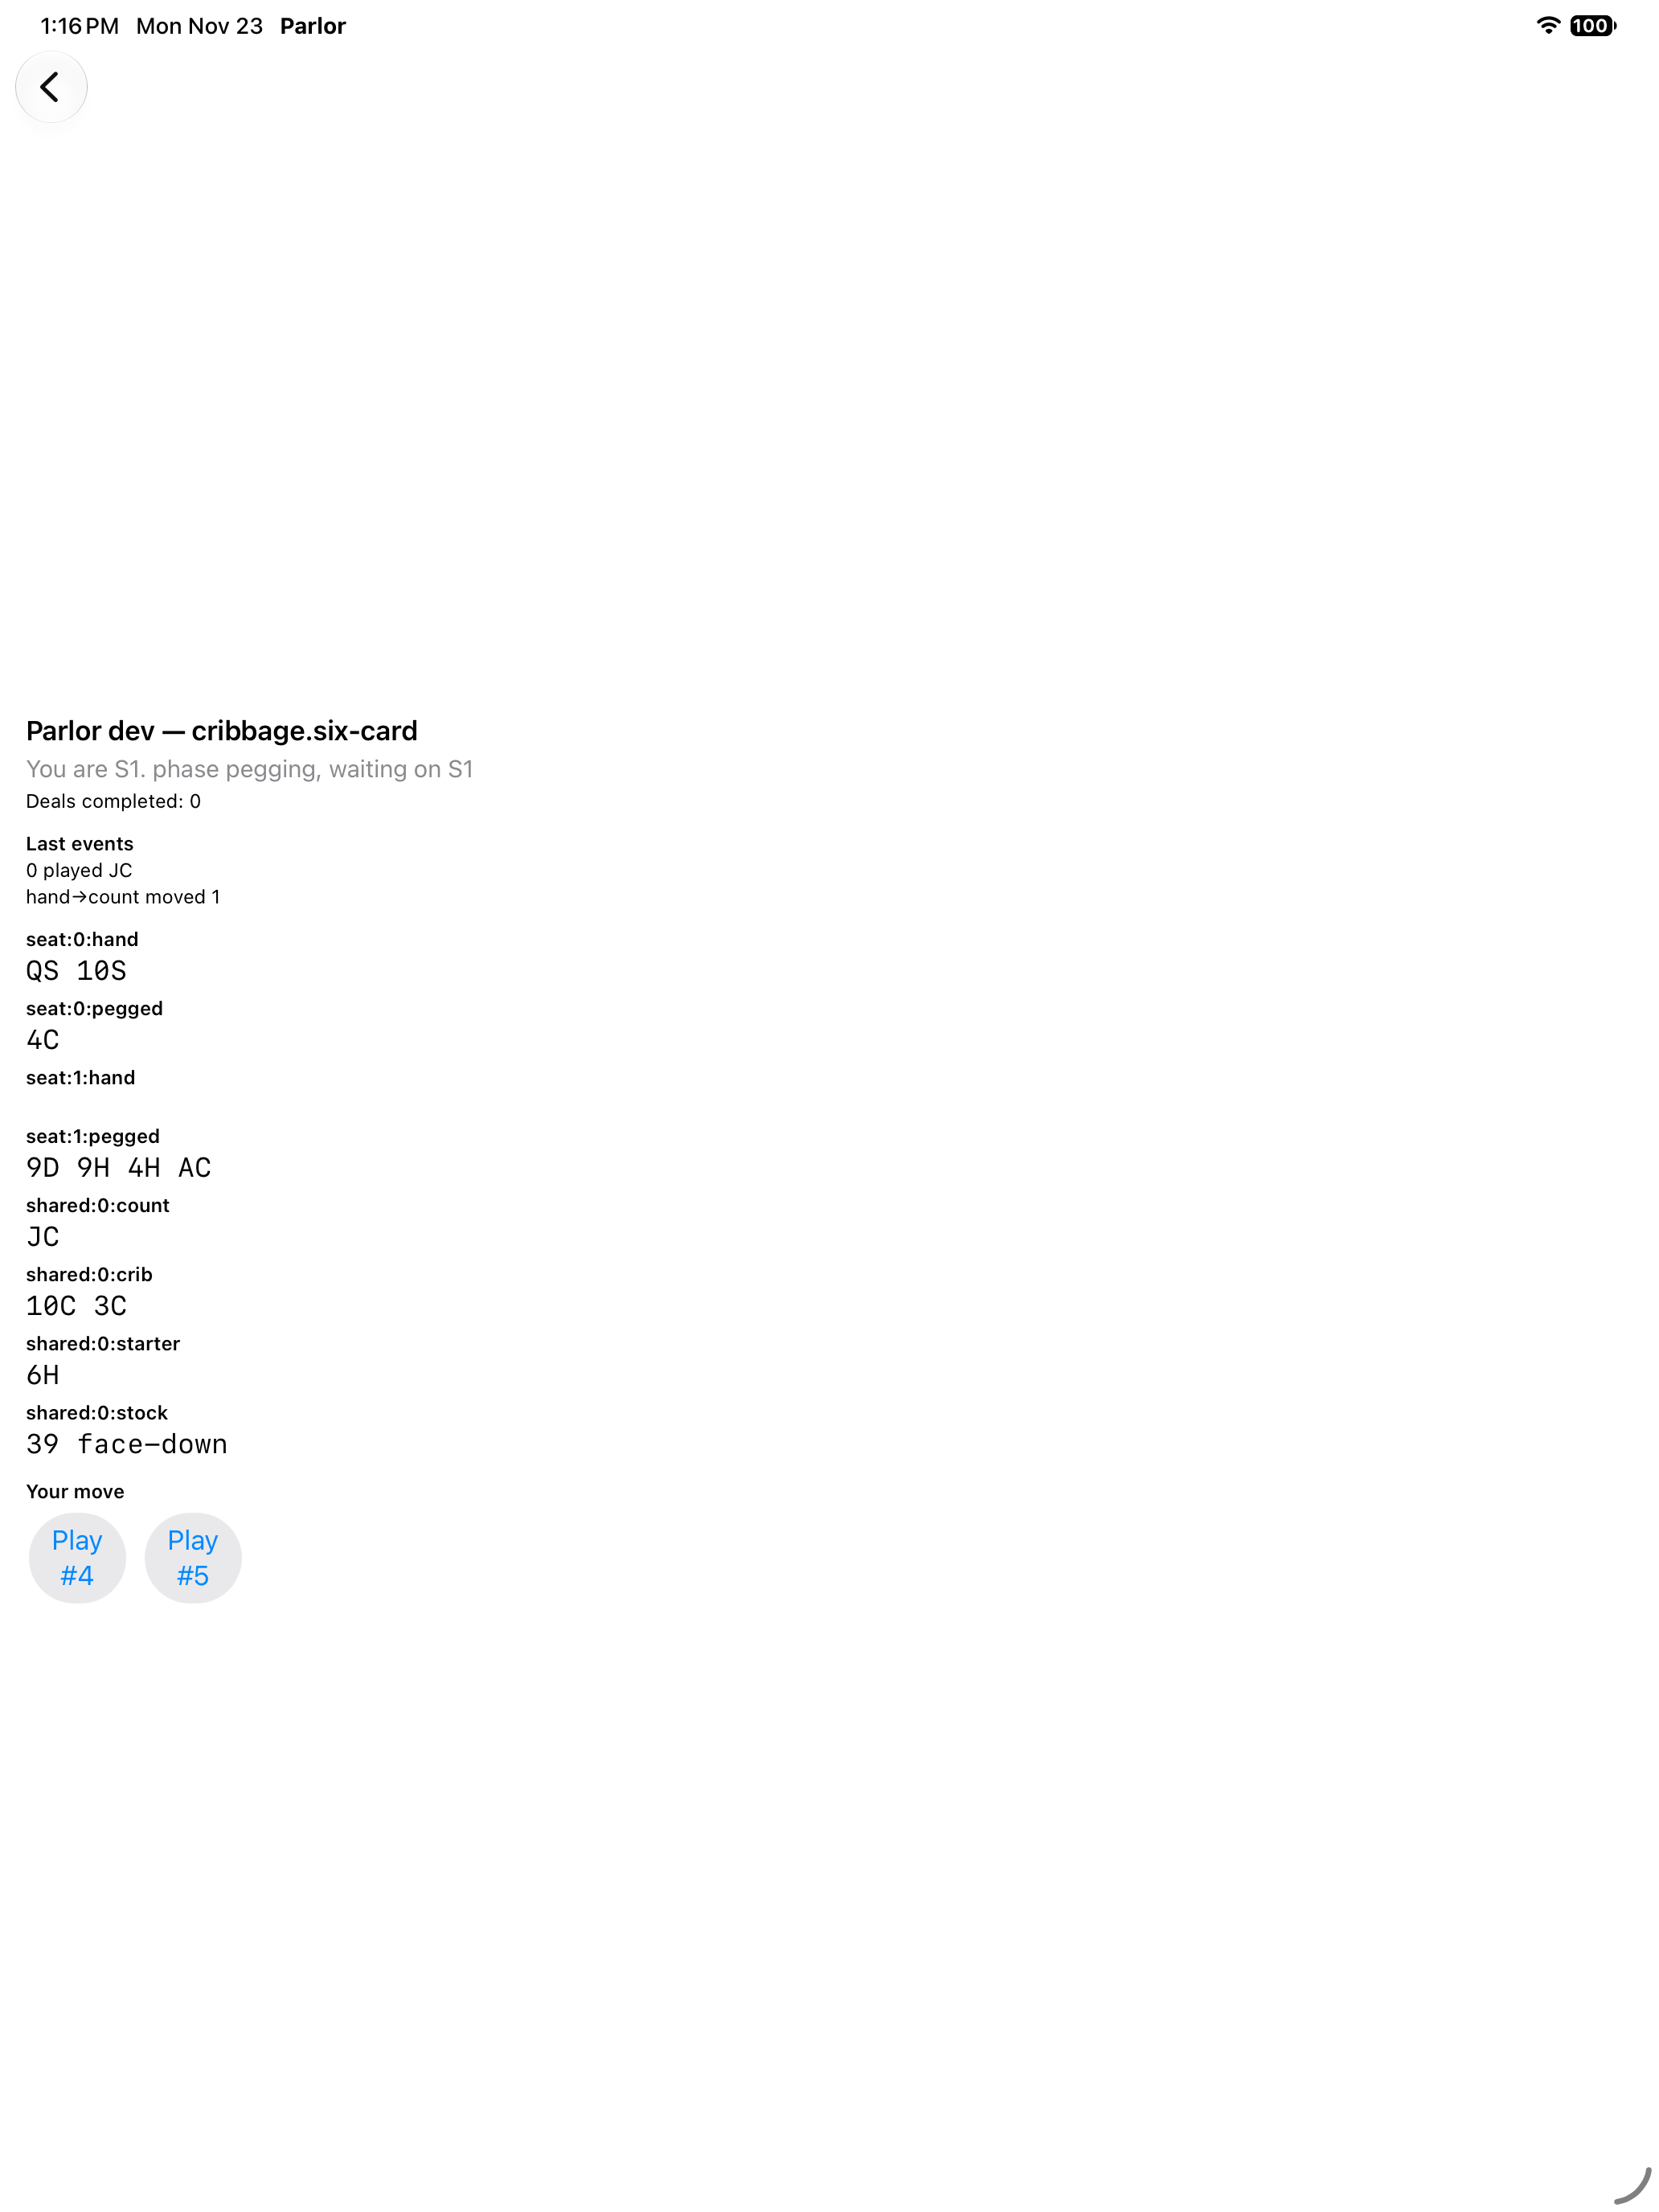 1:16 PM Mon Nov 23 Parlor 100
Parlor dev — cribbage.six-card
You are S1. phase pegging, waiting on S1
Deals completed: 0
Last events
0 played JC
hand→count moved 1
seat:0:hand
QS 10S
seat:0:pegged
4C
seat:1:hand
seat:1:pegged
9D 9H 4H AC
shared:0:count
JC
shared:0:crib
10C 3C
shared:0:starter
6H
shared:0:stock
39 face-down
Your move
Play #4
Play #5